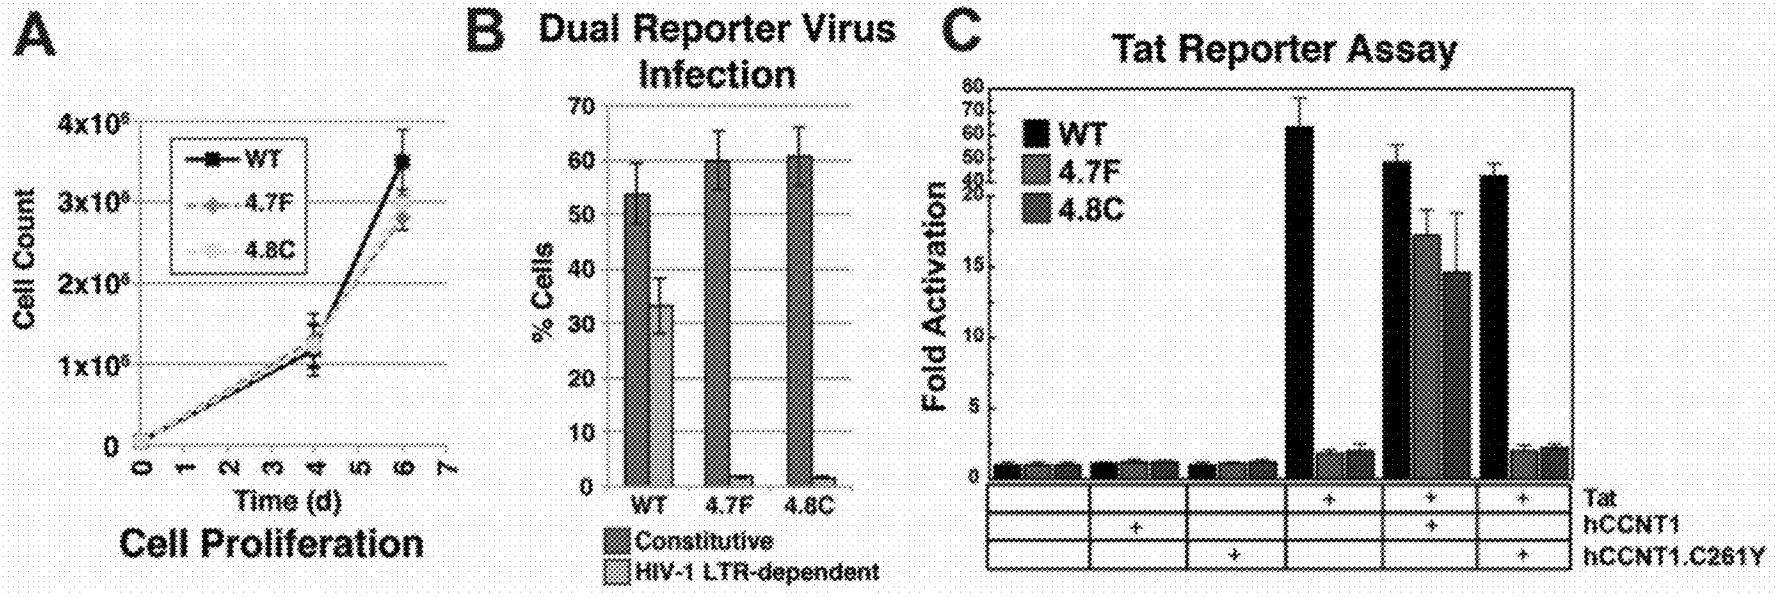 A
4x10⁶
3x10⁶
2x10⁶
1x10⁶
0
Cell Count
WT
4.7F
4.8C
0 1 2 3 4 5 6 7
Time (d)
Cell Proliferation
B
Dual Reporter Virus
Infection
70
60
50
40
30
20
10
0
% Cells
WT 4.7F 4.8C
Constitutive
HIV-1 LTR-dependent
C
Tat Reporter Assay
80
70
60
50
40
20
15
10
5
0
Fold Activation
WT
4.7F
4.8C
+ + + Tat
+ + hCCNT1
+ + hCCNT1.C261Y